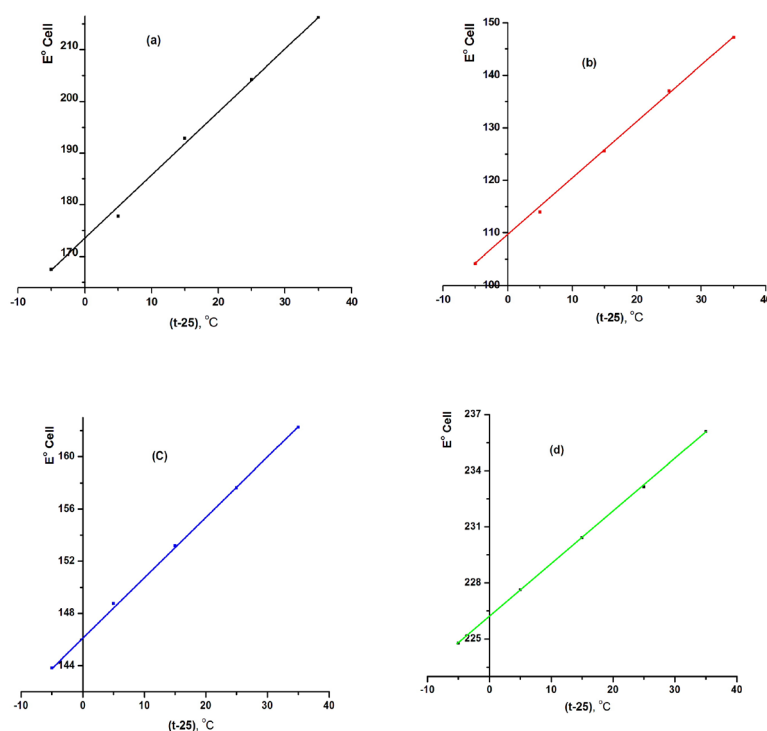 E° Cell
(a)
210
200
190
180
170
-10 0 10 20 30 40
(t-25), °C
E° Cell
(b)
150
140
130
120
110
100
-10 0 10 20 30 40
(t-25), °C
E° Cell
(C)
160
156
152
148
144
-10 0 10 20 30 40
(t-25), °C
E° Cell
(d)
237
234
231
228
225
-10 0 10 20 30 40
(t-25), °C